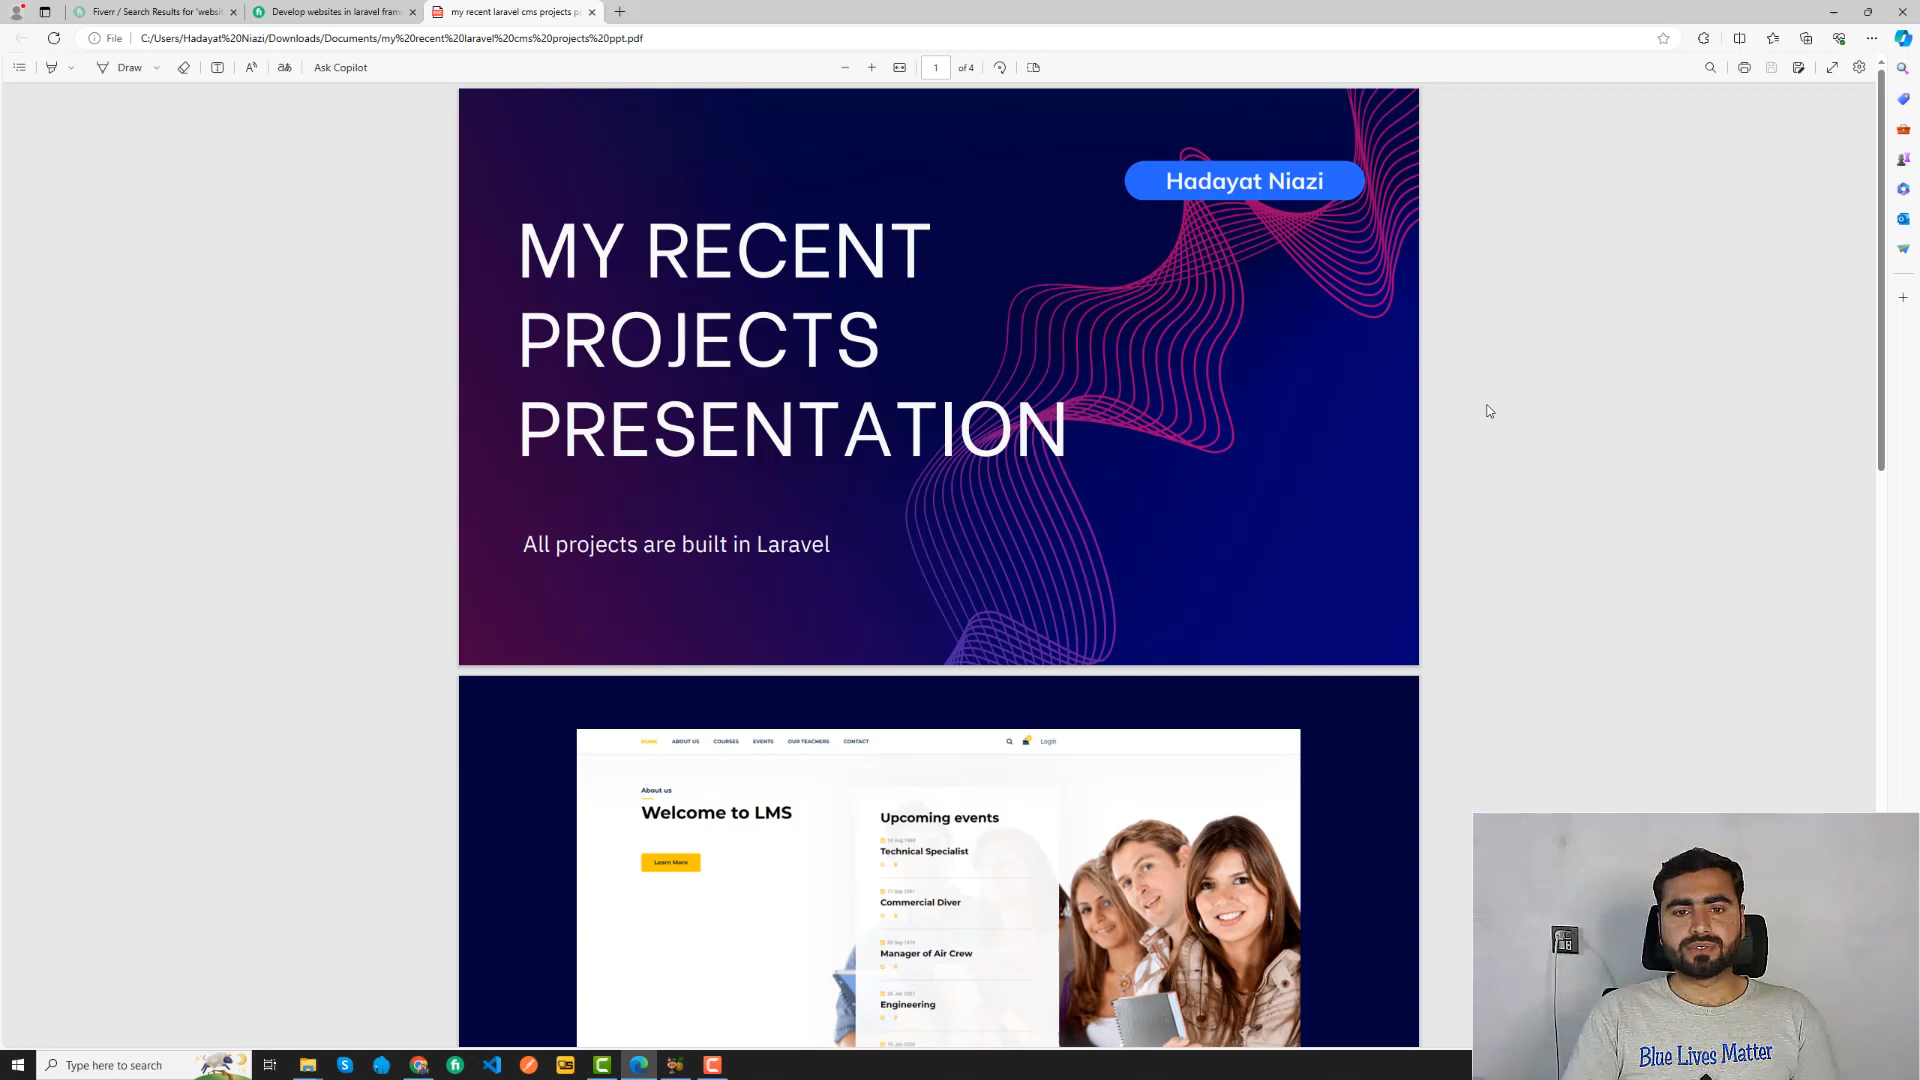 Fiverr / Search Results for 'websi
Develop websites in laravel fram
my recent laravel cms projects p
File
C:/Users/Hadayat%20Niazi/Downloads/Documents/my%20recent%20laravel%20cms%20projects%20ppt.pdf
Draw
Ask Copilot
1 of 4
Hadayat Niazi
MY RECENT
PROJECTS
PRESENTATION
All projects are built in Laravel
HOME ABOUT US COURSES EVENTS OUR TEACHERS CONTACT
Login
About us
Welcome to LMS
Learn More
Upcoming events
Technical Specialist
11 Sep 1991
Commercial Diver
Manager of Air Crew
Engineering
Type here to search
Blue Lives Matter